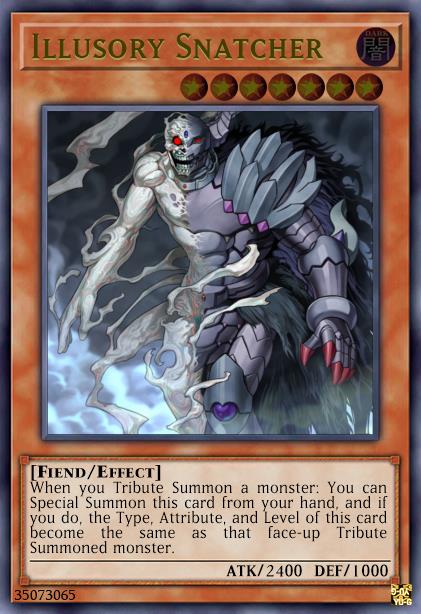 ILLUSORY SNATCHER
DARK
闇
[FIEND/EFFECT]
When you Tribute Summon a monster: You can
Special Summon this card from your hand, and if
you do, the Type, Attribute, and Level of this card
become the same as that face-up Tribute
Summoned monster.
ATK/2400 DEF/1000
35073065